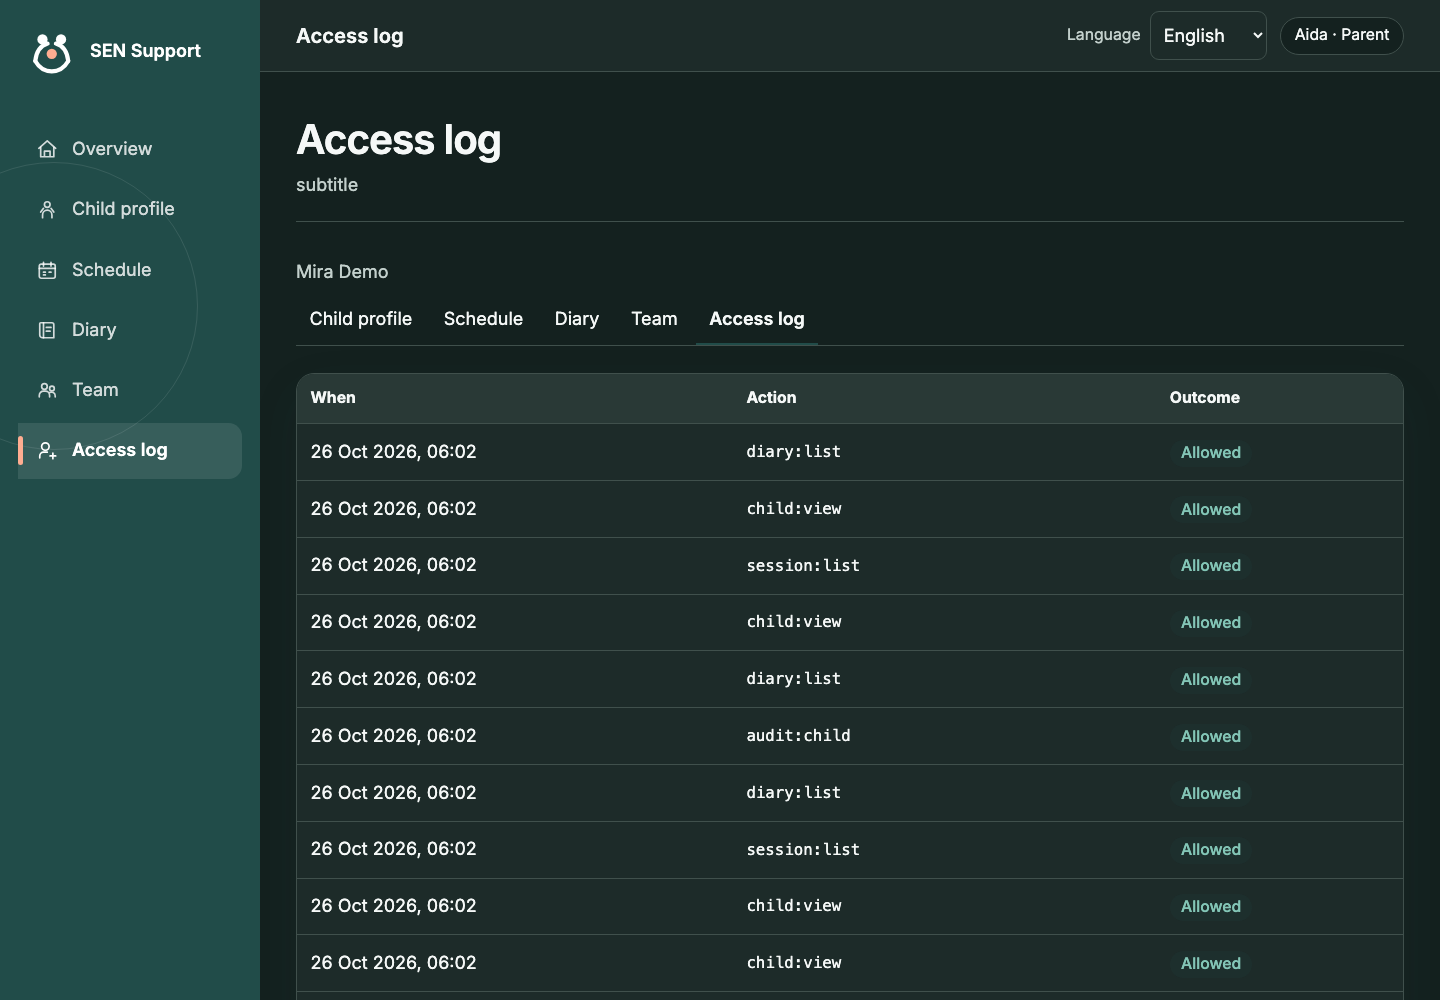 SEN Support
Overview
Child profile
Schedule
Diary
Team
Access log
Access log
Language
English
Aida · Parent
Access log
subtitle
Mira Demo
Child profile Schedule Diary Team Access log
When Action Outcome
26 Oct 2026, 06:02 diary:list Allowed
26 Oct 2026, 06:02 child:view Allowed
26 Oct 2026, 06:02 session:list Allowed
26 Oct 2026, 06:02 child:view Allowed
26 Oct 2026, 06:02 diary:list Allowed
26 Oct 2026, 06:02 audit:child Allowed
26 Oct 2026, 06:02 diary:list Allowed
26 Oct 2026, 06:02 session:list Allowed
26 Oct 2026, 06:02 child:view Allowed
26 Oct 2026, 06:02 child:view Allowed